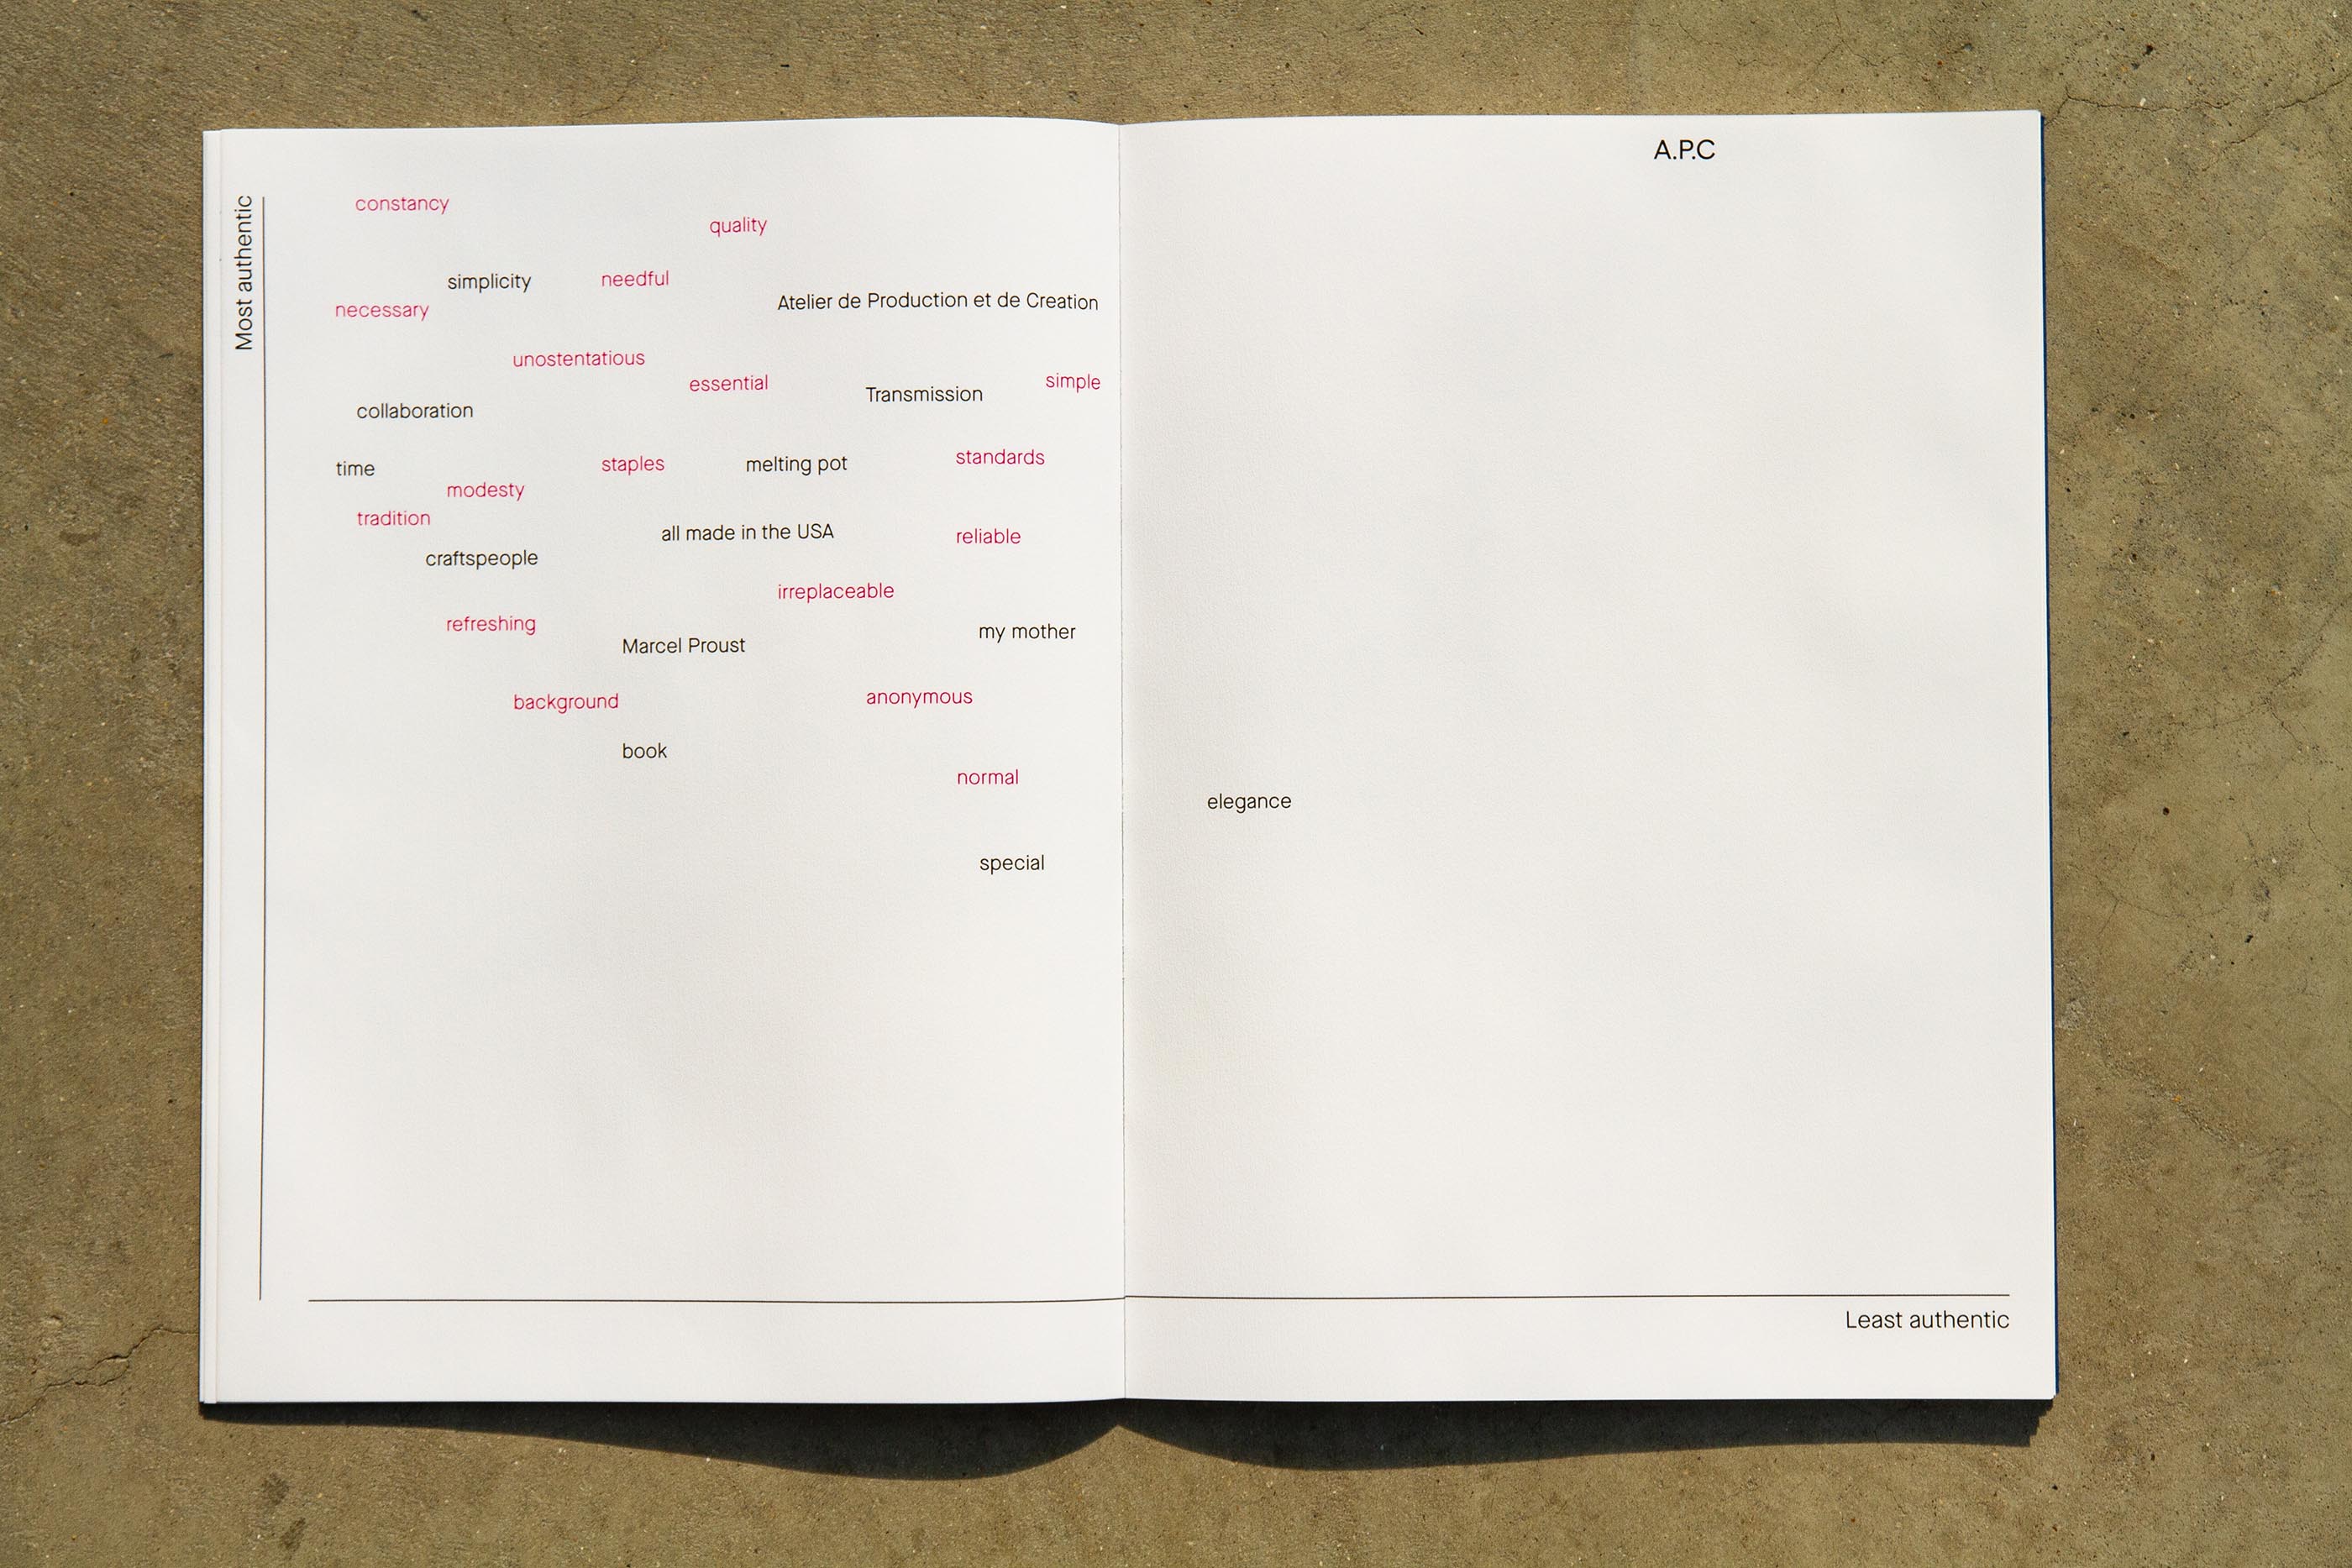 Most authentic
constancy
quality
simplicity
needful
necessary
Atelier de Production et de Creation
unostentatious
essential
Transmission
simple
collaboration
time
staples
melting pot
standards
modesty
tradition
all made in the USA
reliable
craftspeople
irreplaceable
refreshing
Marcel Proust
my mother
background
anonymous
book
normal
special
A.P.C
elegance
Least authentic